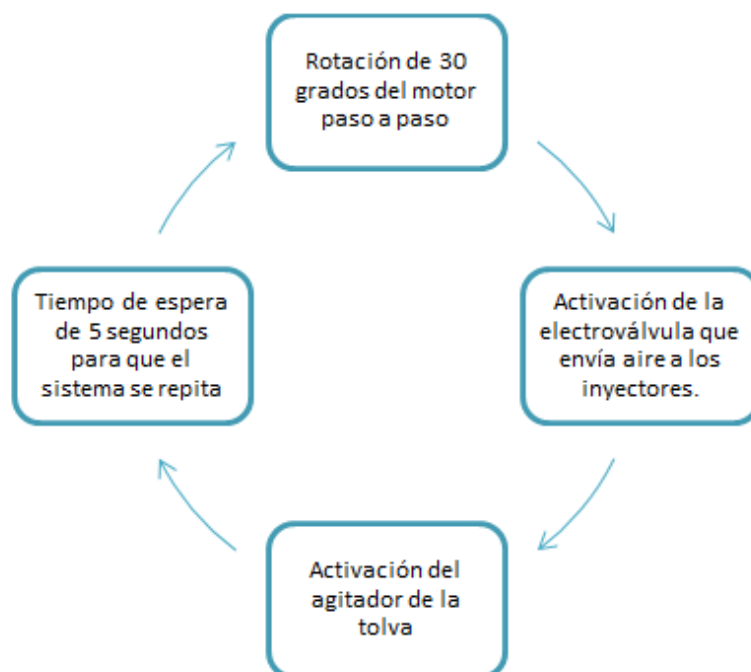 Rotación de 30
grados del motor
paso a paso
Activación de la
electroválvula que
envía aire a los
inyectores.
Activación del
agitador de la
tolva
Tiempo de espera
de 5 segundos
para que el
sistema se repita